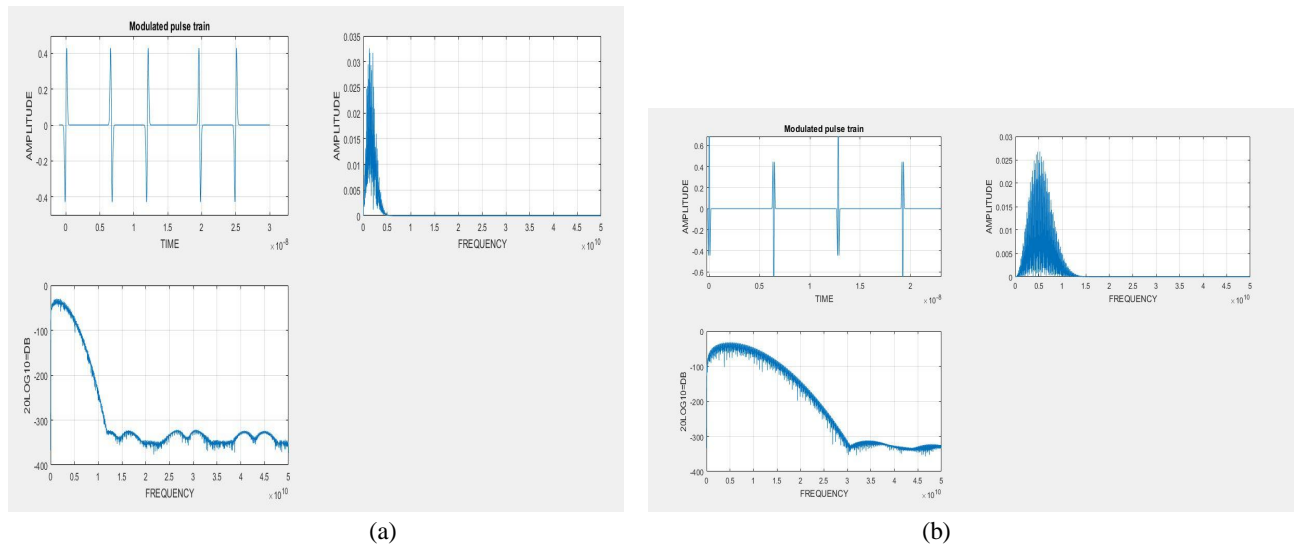 Modulated pulse train
AMPLITUDE
0.4
0.2
0
-0.2
-0.4
0 0.5 1 1.5 2 2.5 3
TIME
×10⁻⁸
AMPLITUDE
0.035
0.03
0.025
0.02
0.015
0.01
0.005
0
0 0.5 1 1.5 2 2.5 3 3.5 4 4.5 5
FREQUENCY
×10¹⁰
20LOG10=DB
0
-100
-200
-300
-400
0 0.5 1 1.5 2 2.5 3 3.5 4 4.5 5
FREQUENCY
×10¹⁰
(a)
Modulated pulse train
AMPLITUDE
0.6
0.4
0.2
0
-0.2
-0.4
-0.6
0 0.5 1 1.5 2
TIME
×10⁻⁸
AMPLITUDE
0.03
0.025
0.02
0.015
0.01
0.005
0
0 0.5 1 1.5 2 2.5 3 3.5 4 4.5 5
FREQUENCY
×10¹⁰
20LOG10=DB
0
-100
-200
-300
-400
0 0.5 1 1.5 2 2.5 3 3.5 4 4.5 5
FREQUENCY
×10¹⁰
(b)